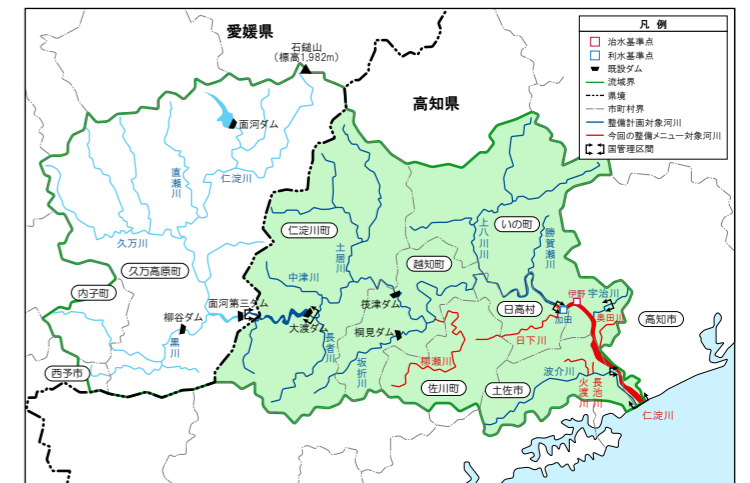 愛媛県
石鎚山
(標高1,982m)
高知県
凡 例
治水基準点
利水基準点
既設ダム
流域界
県境
市町村界
整備計画対象河川
今回の整備メニュー対象河川
国管理区間
面河ダム
直瀬川
仁淀川
久万川
久万高原町
内子町
柳谷ダム
黒川
西予市
面河第三ダム
仁淀川町
土居川
中津川
大渡ダム
長者川
坂折川
筏津ダム
桐見ダム
越知町
上八川川
いの町
勝賀瀬川
日高村
伊野
加田
宇治川
奥田川
高知市
日下川
柳瀬川
佐川町
土佐市
波介川
火渡川
長池川
仁淀川